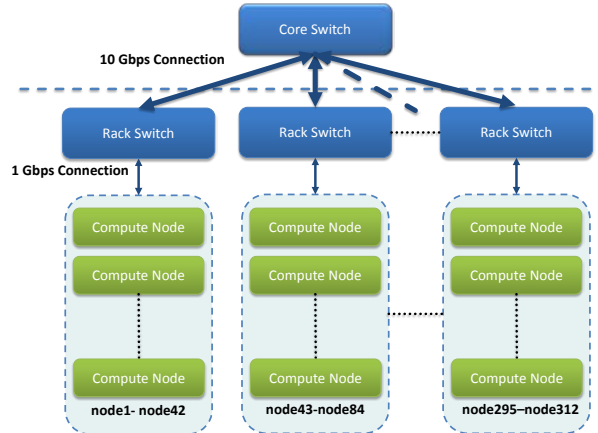 Core Switch
10 Gbps Connection
Rack Switch
Rack Switch
Rack Switch
1 Gbps Connection
Compute Node
Compute Node
Compute Node
Compute Node
Compute Node
Compute Node
Compute Node
Compute Node
Compute Node
node1- node42
node43-node84
node295–node312